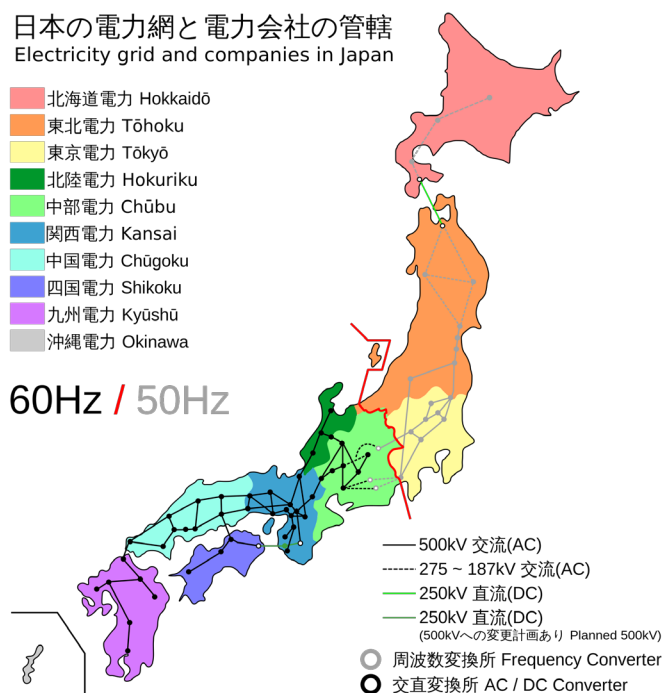 日本の電力網と電力会社の管轄
Electricity grid and companies in Japan
北海道電力 Hokkaidō
東北電力 Tōhoku
東京電力 Tōkyō
北陸電力 Hokuriku
中部電力 Chūbu
関西電力 Kansai
中国電力 Chūgoku
四国電力 Shikoku
九州電力 Kyūshū
沖縄電力 Okinawa
60Hz / 50Hz
500kV 交流(AC)
275 ~ 187kV 交流(AC)
250kV 直流(DC)
250kV 直流(DC)
(500kVへの変更計画あり Planned 500kV)
周波数変換所 Frequency Converter
交直変換所 AC / DC Converter